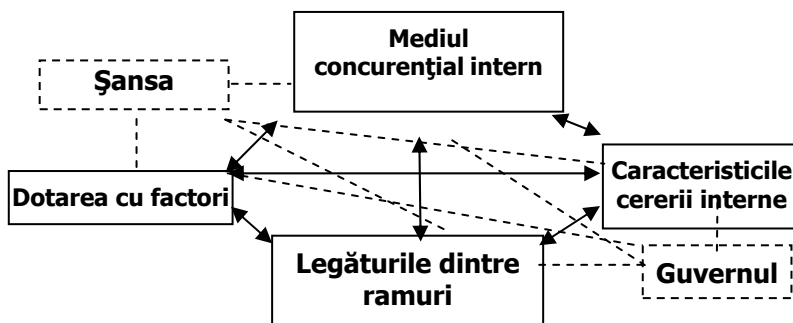 Mediul
concurenţial intern
Şansa
Dotarea cu factori
Caracteristicile
cererii interne
Legăturile dintre
ramuri
Guvernul